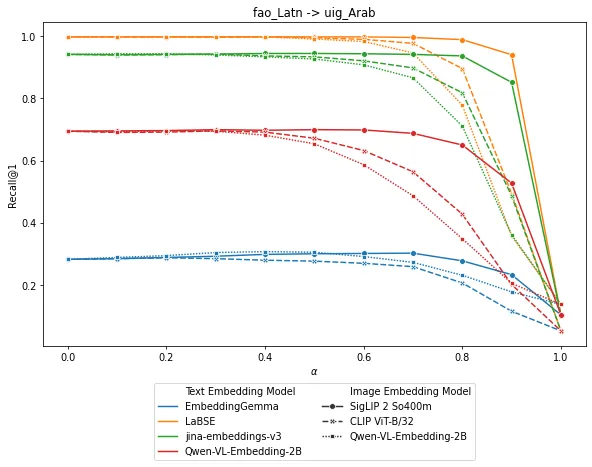 fao_Latn -> uig_Arab
Recall@1
1.0
0.8
0.6
0.4
0.2
0.0 0.2 0.4 0.6 0.8 1.0
α
Text Embedding Model
EmbeddingGemma
LaBSE
jina-embeddings-v3
Qwen-VL-Embedding-2B
Image Embedding Model
SigLIP 2 So400m
CLIP ViT-B/32
Qwen-VL-Embedding-2B